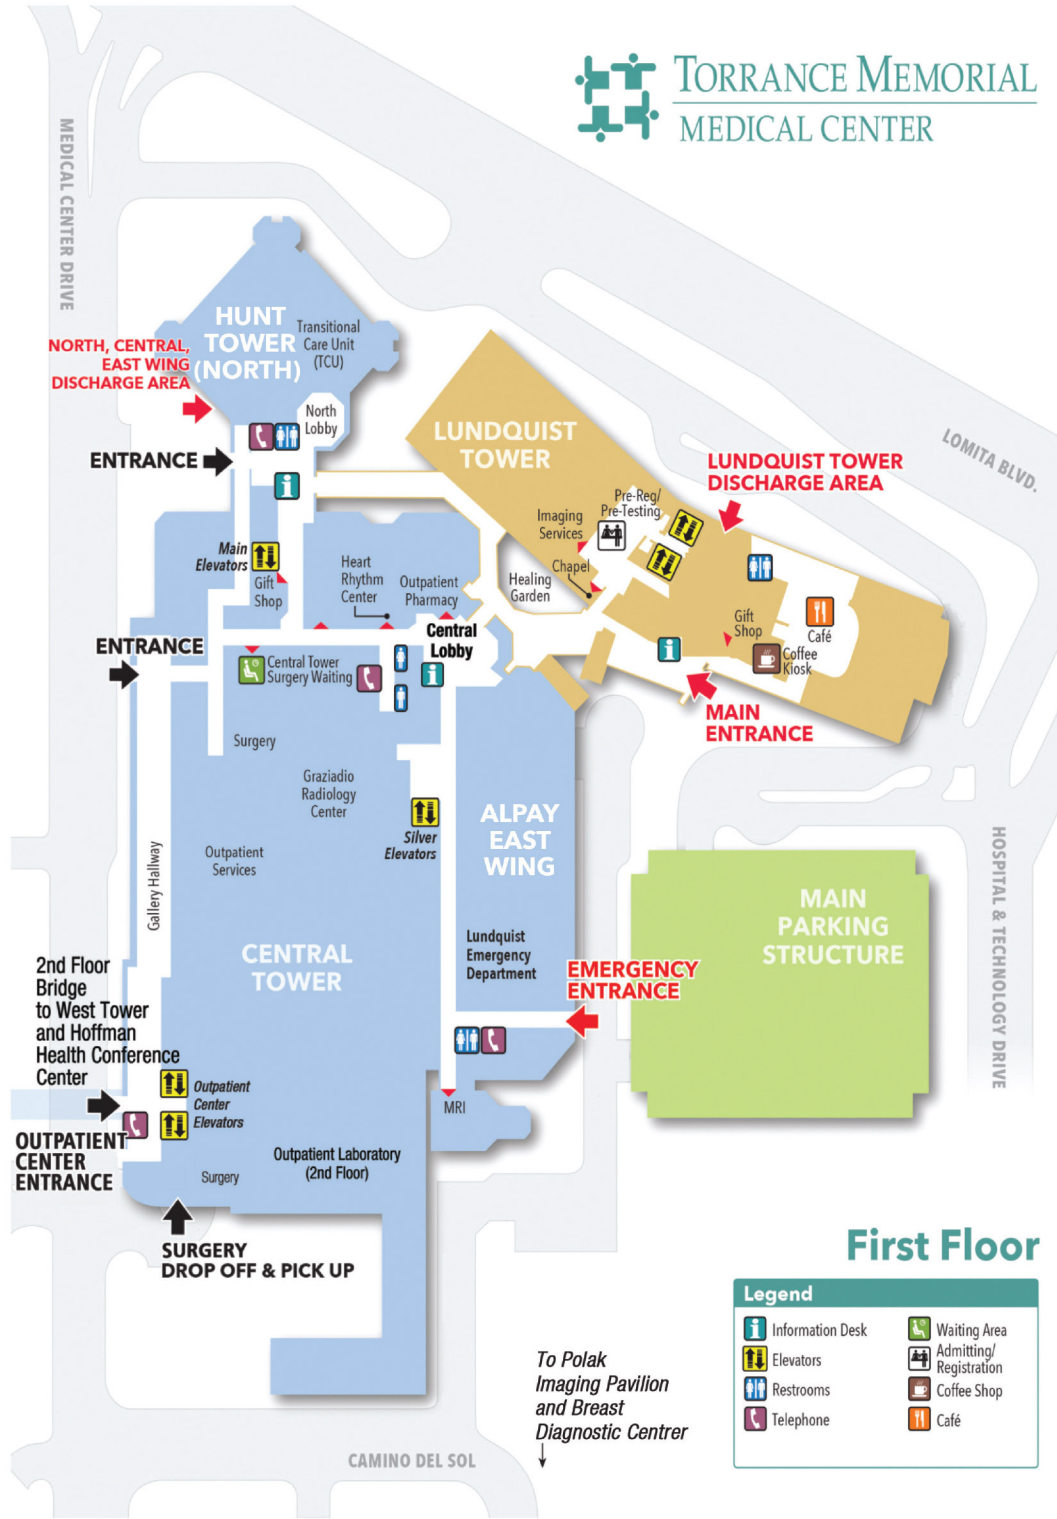 TORRANCE MEMORIAL
MEDICAL CENTER
MEDICAL CENTER DRIVE
LOMITA BLVD.
HUNT
TOWER
(NORTH)
Transitional
Care Unit
(TCU)
NORTH, CENTRAL,
EAST WING
DISCHARGE AREA
North
Lobby
ENTRANCE
LUNDQUIST
TOWER
LUNDQUIST TOWER
DISCHARGE AREA
Pre-Reg/
Pre-Testing
Imaging
Services
Chapel
Healing
Garden
Main
Elevators
Gift
Shop
Heart
Rhythm
Center
Outpatient
Pharmacy
Central
Lobby
Gift
Shop
Café
Coffee
Kiosk
MAIN
ENTRANCE
ENTRANCE
Central Tower
Surgery Waiting
Surgery
Graziadio
Radiology
Center
Silver
Elevators
ALPAY
EAST
WING
Outpatient
Services
Gallery Hallway
CENTRAL
TOWER
Lundquist
Emergency
Department
EMERGENCY
ENTRANCE
MAIN
PARKING
STRUCTURE
HOSPITAL & TECHNOLOGY DRIVE
2nd Floor
Bridge
to West Tower
and Hoffman
Health Conference
Center
Outpatient
Center
Elevators
OUTPATIENT
CENTER
ENTRANCE
MRI
Outpatient Laboratory
(2nd Floor)
Surgery
SURGERY
DROP OFF & PICK UP
First Floor
Legend
Information Desk
Elevators
Restrooms
Telephone
Waiting Area
Admitting/
Registration
Coffee Shop
Café
To Polak
Imaging Pavilion
and Breast
Diagnostic Centrer
CAMINO DEL SOL